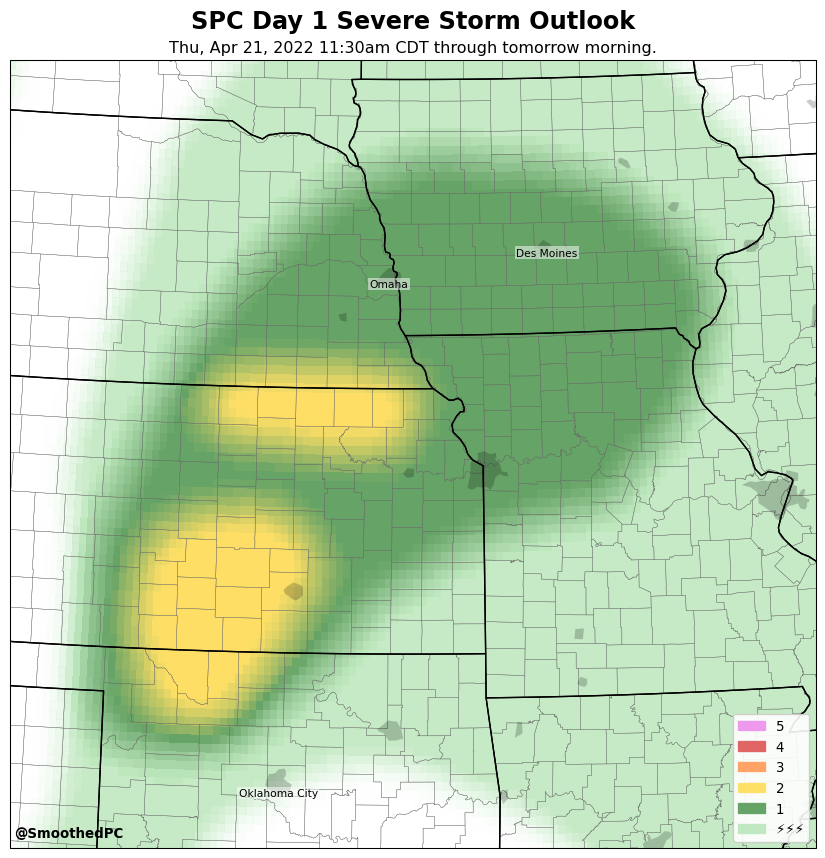 SPC Day 1 Severe Storm Outlook
Thu, Apr 21, 2022 11:30am CDT through tomorrow morning.
Des Moines
Omaha
Oklahoma City
5
4
3
2
1
⚡⚡⚡
@SmoothedPC